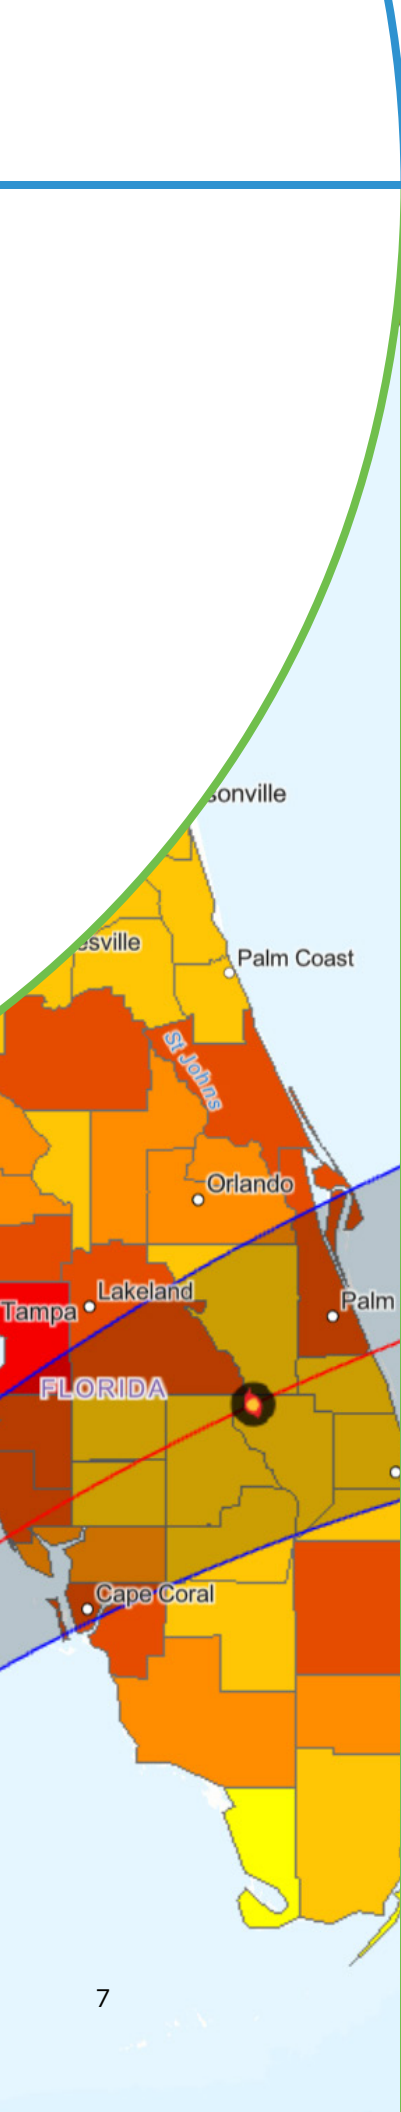 sonville
esville
Palm Coast
St Johns
Orlando
Lakeland
Tampa
Palm
FLORIDA
Cape Coral
7